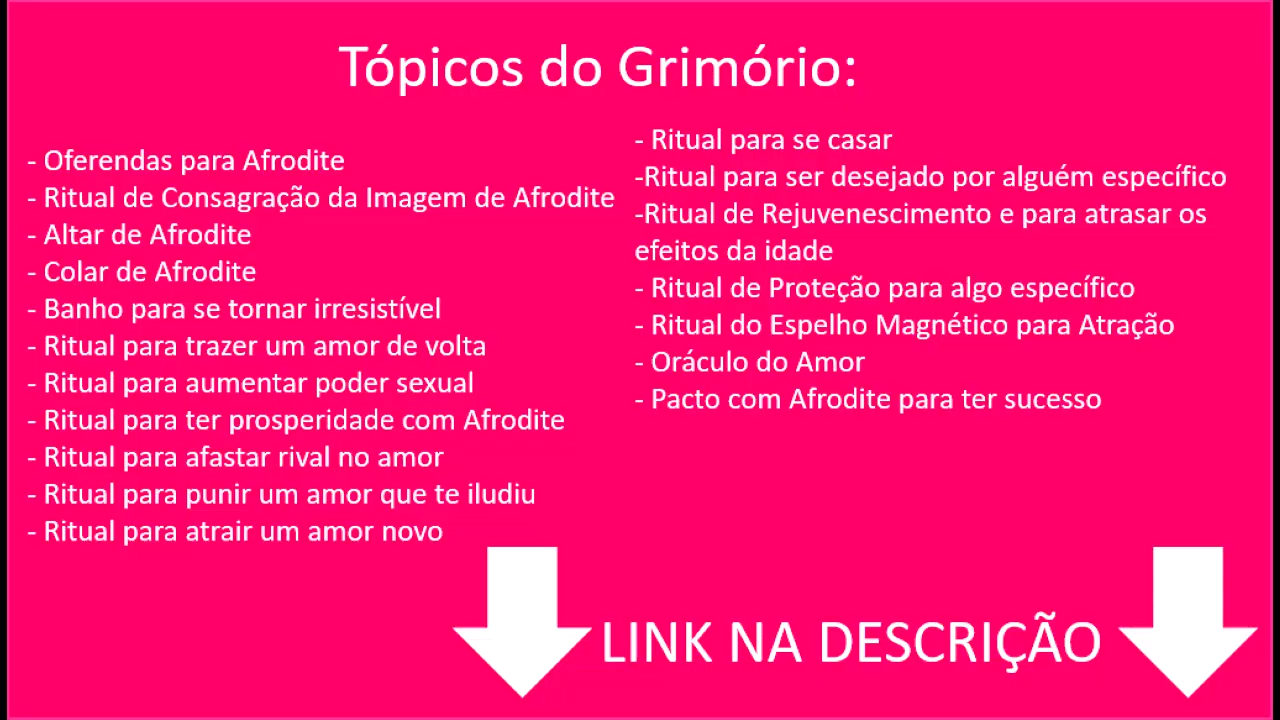 Tópicos do Grimório:
- Oferendas para Afrodite
- Ritual de Consagração da Imagem de Afrodite
- Altar de Afrodite
- Colar de Afrodite
- Banho para se tornar irresistível
- Ritual para trazer um amor de volta
- Ritual para aumentar poder sexual
- Ritual para ter prosperidade com Afrodite
- Ritual para afastar rival no amor
- Ritual para punir um amor que te iludiu
- Ritual para atrair um amor novo
- Ritual para se casar
-Ritual para ser desejado por alguém específico
-Ritual de Rejuvenescimento e para atrasar os
efeitos da idade
- Ritual de Proteção para algo específico
- Ritual do Espelho Magnético para Atração
- Oráculo do Amor
- Pacto com Afrodite para ter sucesso
LINK NA DESCRIÇÃO